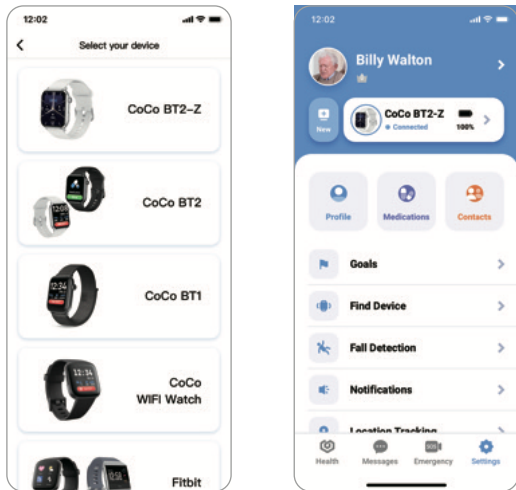 12:02
Select your device
CoCo BT2-Z
CoCo BT2
CoCo BT1
CoCo
WIFI Watch
Fitbit
12:02
Billy Walton
New
CoCo BT2-Z
Connected
100%
Profile
Medications
Contacts
Goals
Find Device
Fall Detection
Notifications
Location Tracking
Health
Messages
SOS
Emergency
Settings